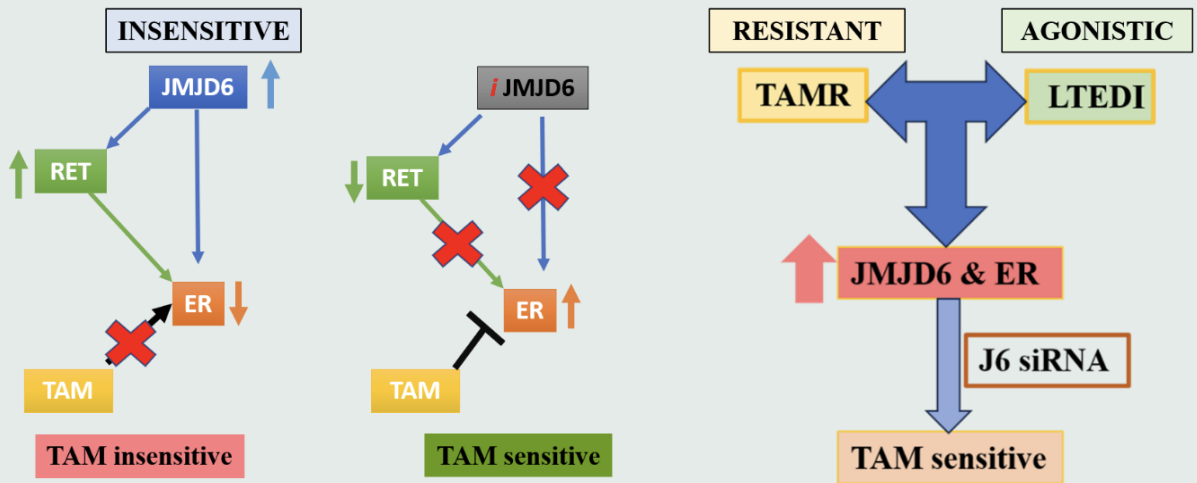 INSENSITIVE
JMJD6
RET
ER
TAM
TAM insensitive
i JMJD6
RET
ER
TAM
TAM sensitive
RESISTANT
AGONISTIC
TAMR
LTEDI
JMJD6 & ER
J6 siRNA
TAM sensitive